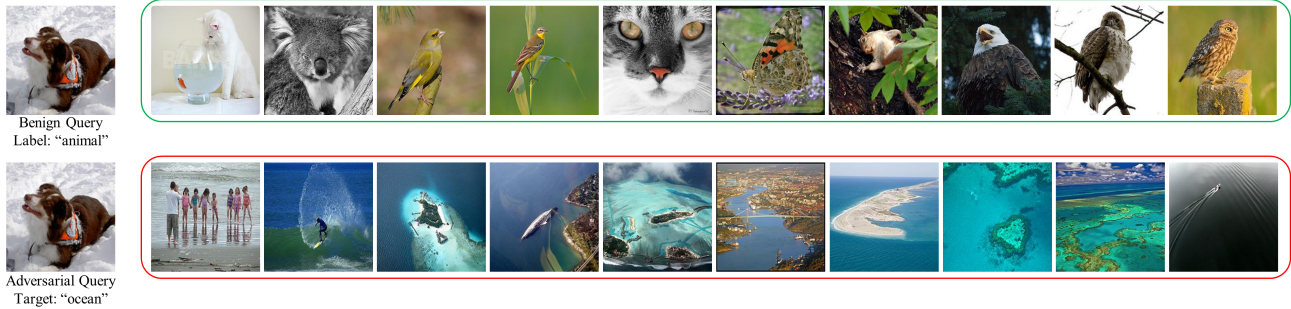 Benign Query
Label: “animal”
Adversarial Query
Target: “ocean”